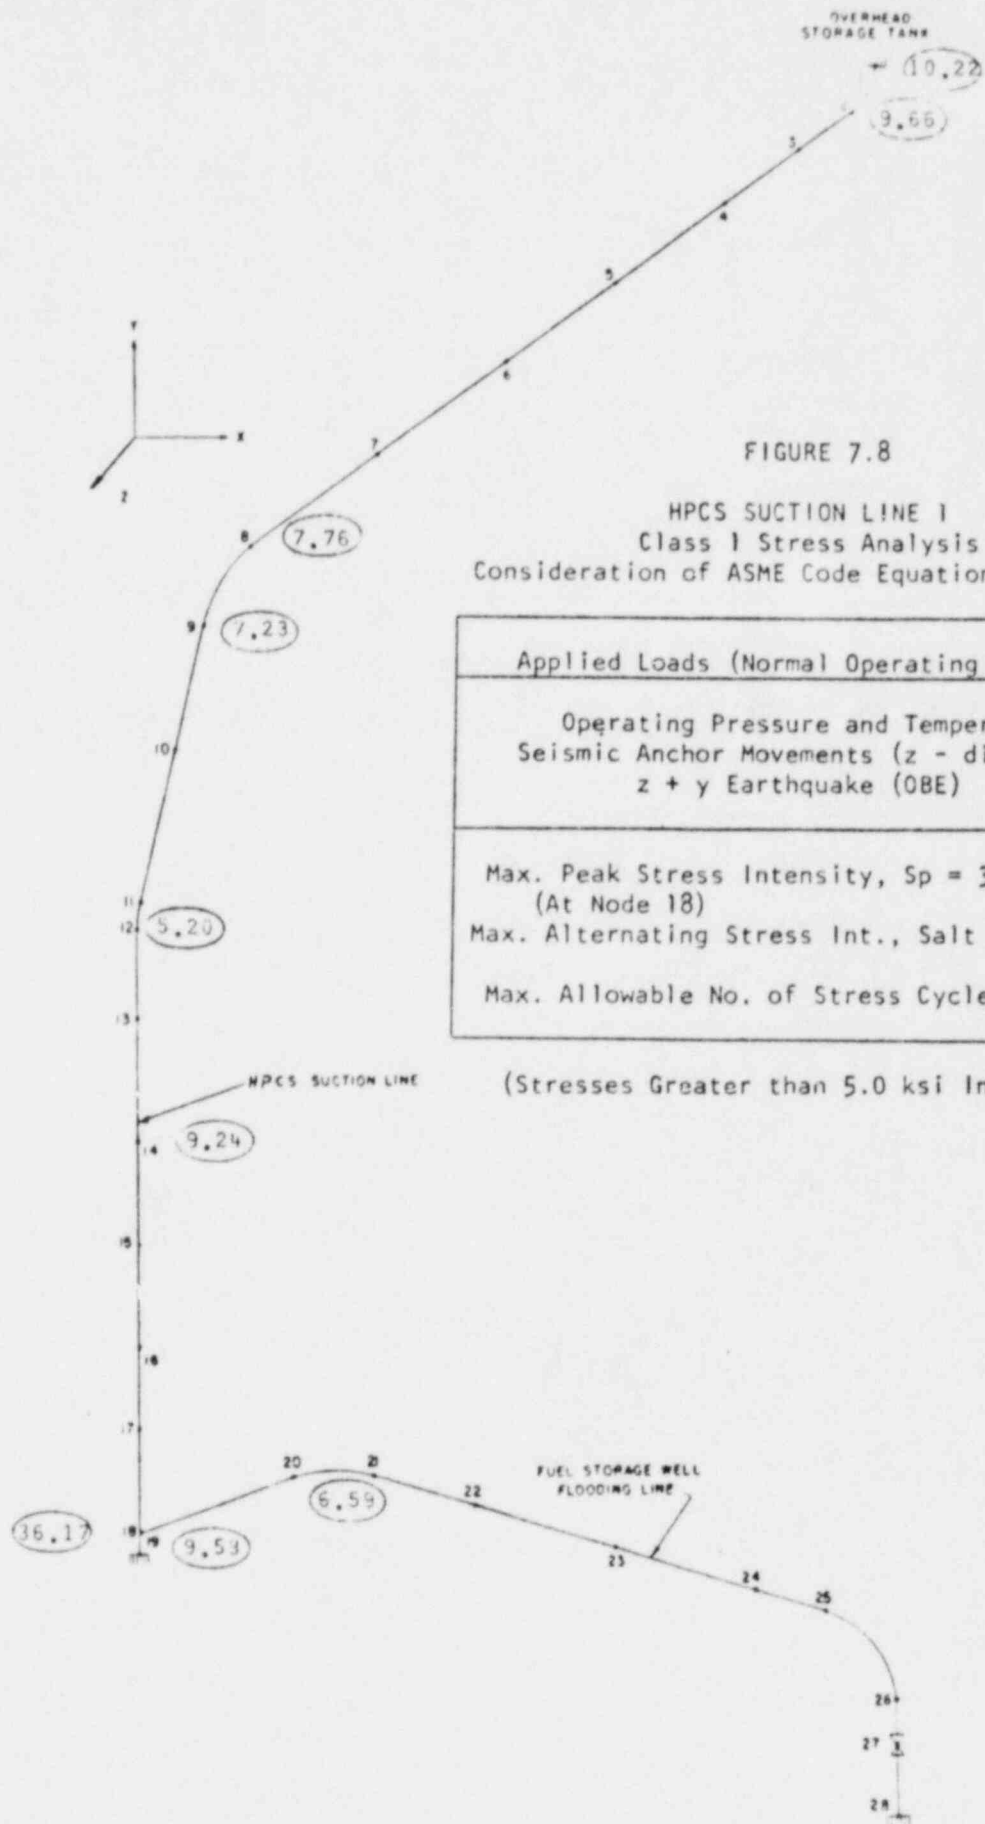 OVERHEAD
STORAGE TANK
10.22
9.66
3
4
5
6
7
Y
X
Z
FIGURE 7.8
HPCS SUCTION LINE 1
Class 1 Stress Analysis
Consideration of ASME Code Equation
8
7.76
9
7.23
Applied Loads (Normal Operating
Operating Pressure and Temper
Seismic Anchor Movements (z - di
z + y Earthquake (OBE)
10
Max. Peak Stress Intensity, Sp = 3
(At Node 18)
Max. Alternating Stress Int., Salt
Max. Allowable No. of Stress Cycle
11
12
5.20
13
HPCS SUCTION LINE
(Stresses Greater than 5.0 ksi In
9.24
14
15
16
17
20
21
6.59
22
FUEL STORAGE WELL
FLOODING LINE
36.17
18
19
9.53
23
24
25
26
27
28